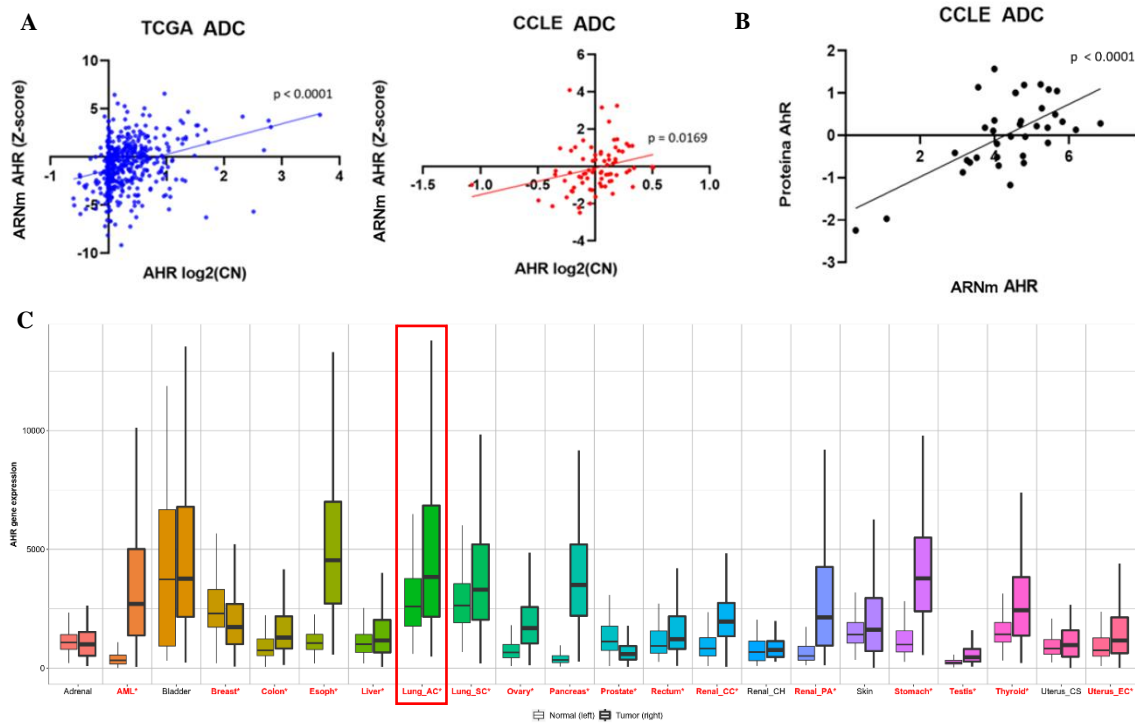 A
TCGA ADC
ARNm AHR (Z-score)
10
5
-5
-10
-1
1
2
3
4
p < 0.0001
AHR log2(CN)
CCLE ADC
ARNm AHR (Z-score)
6
4
2
-2
-4
-1.5
-1.0
-0.5
0.5
1.0
p = 0.0169
AHR log2(CN)
B
CCLE ADC
Proteína AhR
2
1
0
-1
-2
-3
2
4
6
p < 0.0001
ARNm AHR
C
AHR gene expression
10000
5000
0
Adrenal AML* Bladder Breast* Colon* Esoph* Liver* Lung_AC* Lung_SC* Ovary* Pancreas* Prostate* Rectum* Renal_CC* Renal_CH Renal_PA* Skin Stomach* Testis* Thyroid* Uterus_CS Uterus_EC*
Normal (left) Tumor (right)